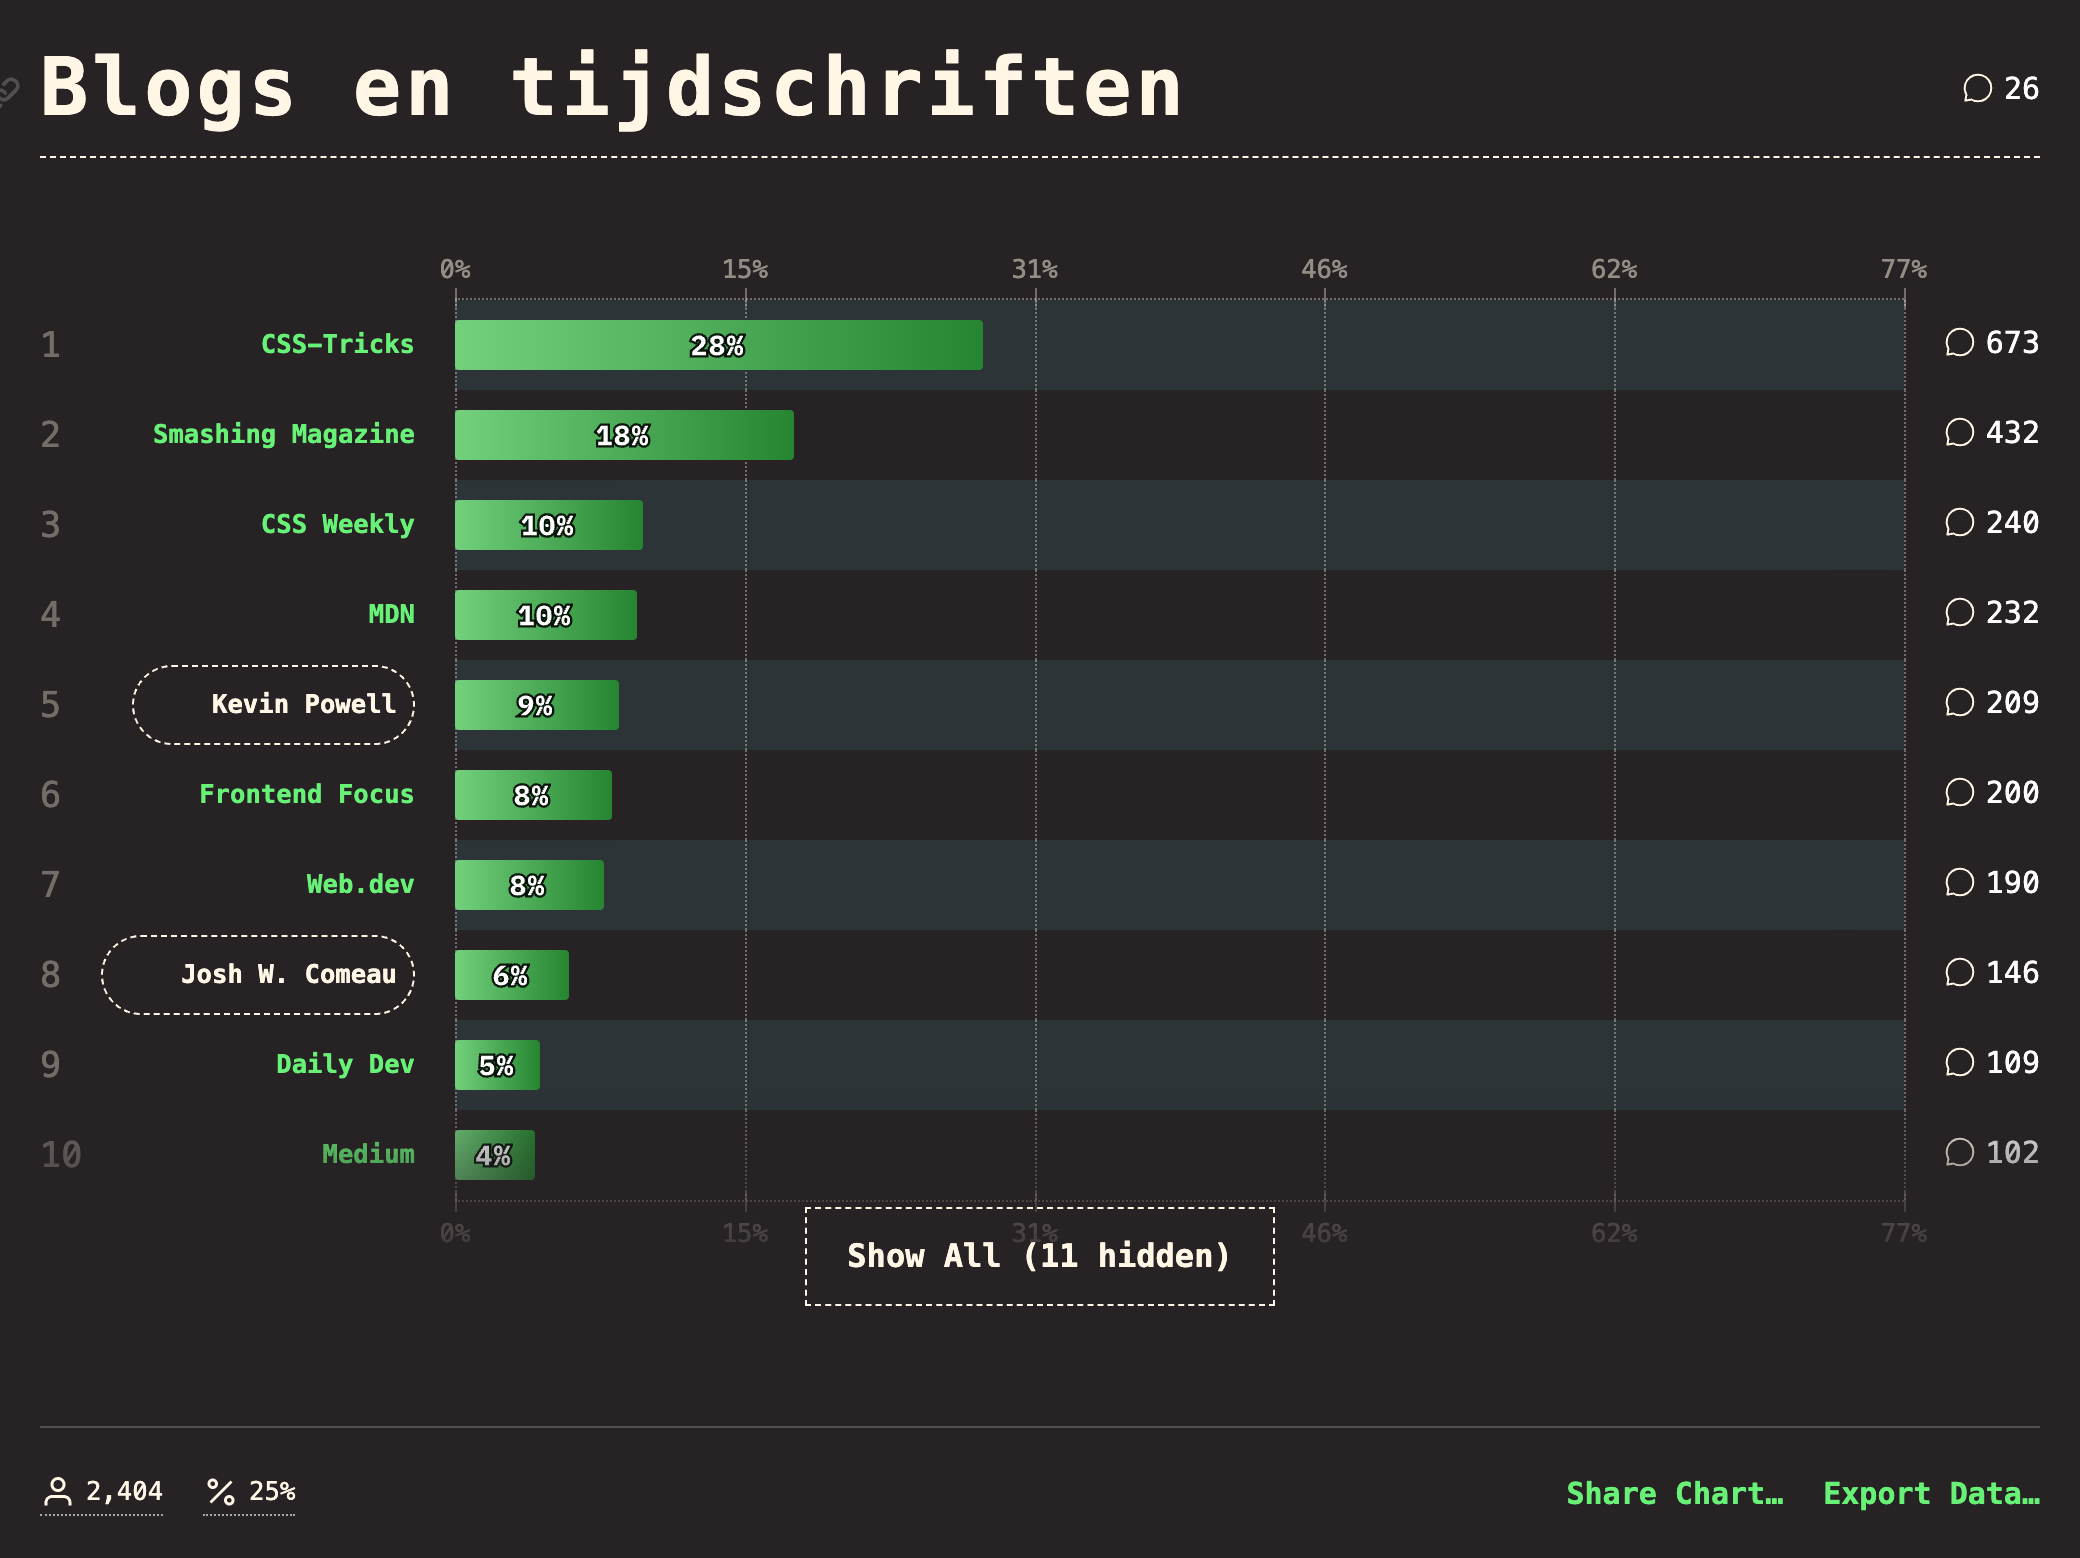 Blogs en tijdschriften
26
0% 15% 31% 46% 62% 77%
1 CSS-Tricks 28% 673
2 Smashing Magazine 18% 432
3 CSS Weekly 10% 240
4 MDN 10% 232
5 Kevin Powell 9% 209
6 Frontend Focus 8% 200
7 Web.dev 8% 190
8 Josh W. Comeau 6% 146
9 Daily Dev 5% 109
10 Medium 4% 102
0% 15% 31% 46% 62% 77%
Show All (11 hidden)
2,404 % 25% Share Chart… Export Data…